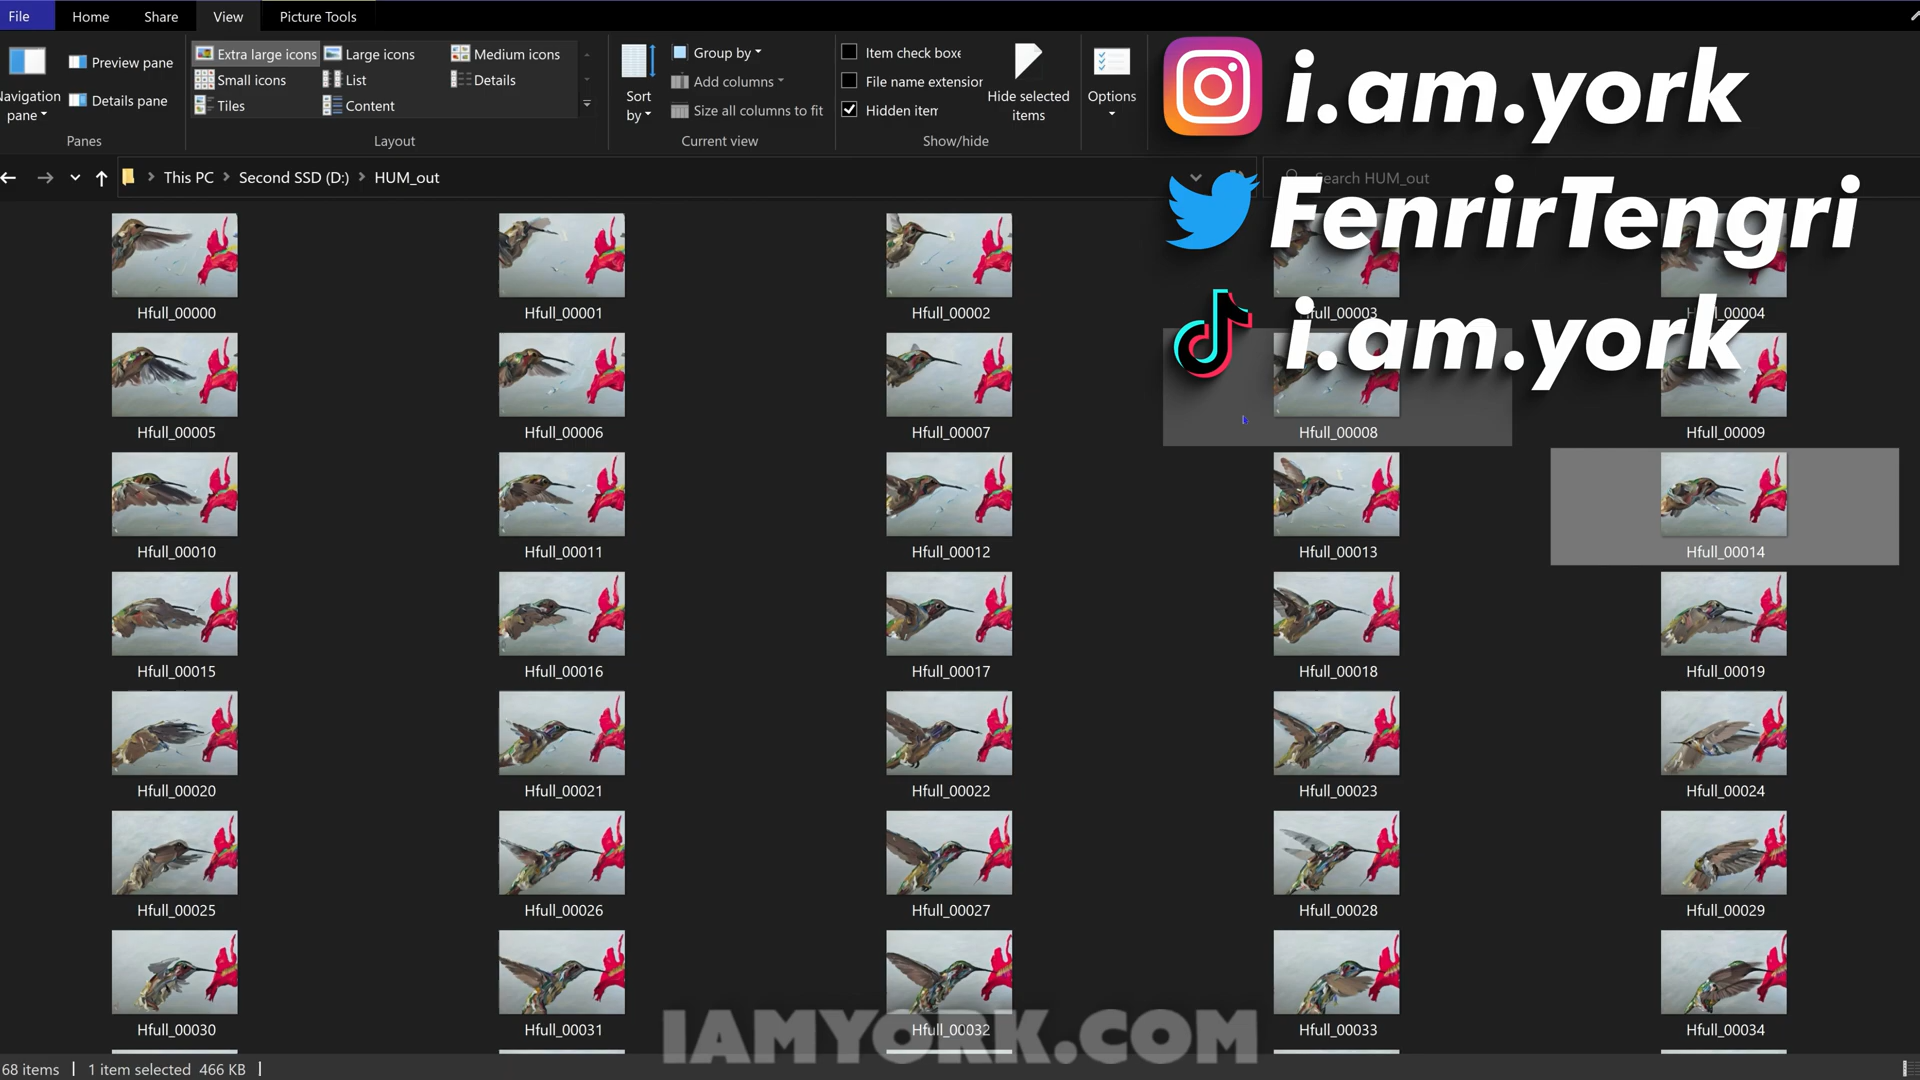 File Home Share View Picture Tools
Extra large icons Large icons Medium icons
Small icons List Details
Tiles Content
Preview pane
Details pane
Navigation pane
Panes
Layout
Sort by
Group by
Add columns
Size all columns to fit
Current view
Item check boxe
File name extension
Hidden item
Hide selected items
Show/hide
Options
i.am.york
This PC Second SSD (D:) HUM_out
Search HUM_out
FenrirTengri
i.am.york
Hfull_00000 Hfull_00001 Hfull_00002 Hfull_00003 Hfull_00004
Hfull_00005 Hfull_00006 Hfull_00007 Hfull_00008 Hfull_00009
Hfull_00010 Hfull_00011 Hfull_00012 Hfull_00013 Hfull_00014
Hfull_00015 Hfull_00016 Hfull_00017 Hfull_00018 Hfull_00019
Hfull_00020 Hfull_00021 Hfull_00022 Hfull_00023 Hfull_00024
Hfull_00025 Hfull_00026 Hfull_00027 Hfull_00028 Hfull_00029
Hfull_00030 Hfull_00031 Hfull_00032 Hfull_00033 Hfull_00034
IAMYORK.COM
68 items 1 item selected 466 KB